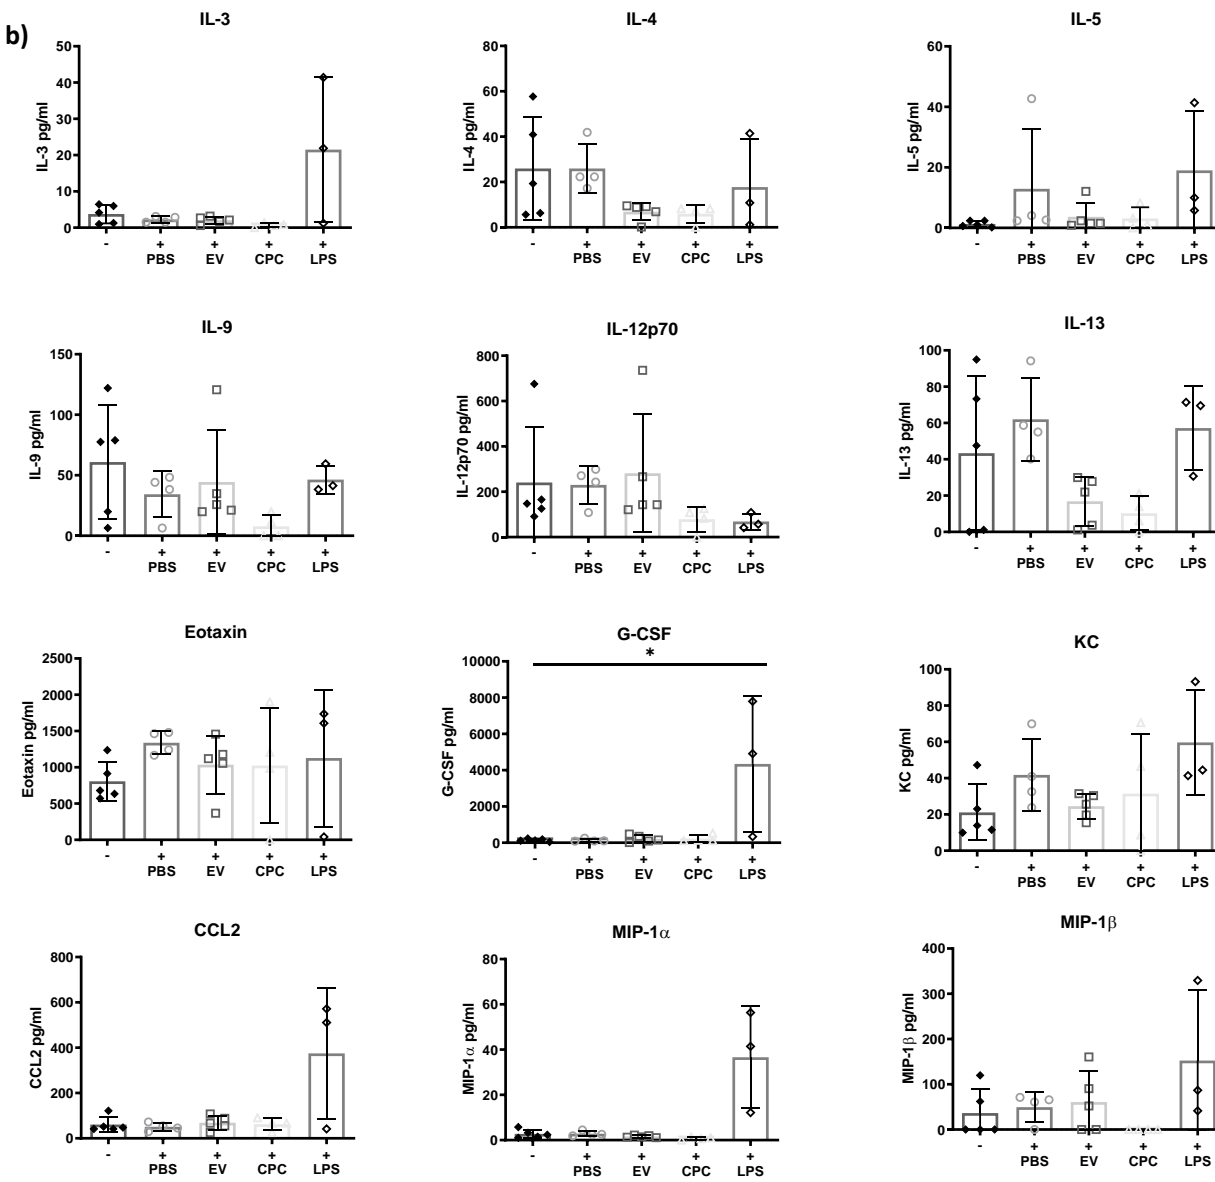 b)
IL-3
IL-3 pg/ml
50
40
30
20
10
0
- + + + +
PBS EV CPC LPS
IL-4
IL-4 pg/ml
80
60
40
20
0
- + + + +
PBS EV CPC LPS
IL-5
IL-5 pg/ml
60
40
20
0
- + + + +
PBS EV CPC LPS
IL-9
IL-9 pg/ml
150
100
50
0
- + + + +
PBS EV CPC LPS
IL-12p70
IL-12p70 pg/ml
800
600
400
200
0
- + + + +
PBS EV CPC LPS
IL-13
IL-13 pg/ml
100
80
60
40
20
0
- + + + +
PBS EV CPC LPS
Eotaxin
Eotaxin pg/ml
2500
2000
1500
1000
500
0
- + + + +
PBS EV CPC LPS
G-CSF
*
G-CSF pg/ml
10000
8000
6000
4000
2000
0
- + + + +
PBS EV CPC LPS
KC
KC pg/ml
100
80
60
40
20
0
- + + + +
PBS EV CPC LPS
CCL2
CCL2 pg/ml
800
600
400
200
0
- + + + +
PBS EV CPC LPS
MIP-1α
MIP-1α pg/ml
80
60
40
20
0
- + + + +
PBS EV CPC LPS
MIP-1β
MIP-1β pg/ml
400
300
200
100
0
- + + + +
PBS EV CPC LPS